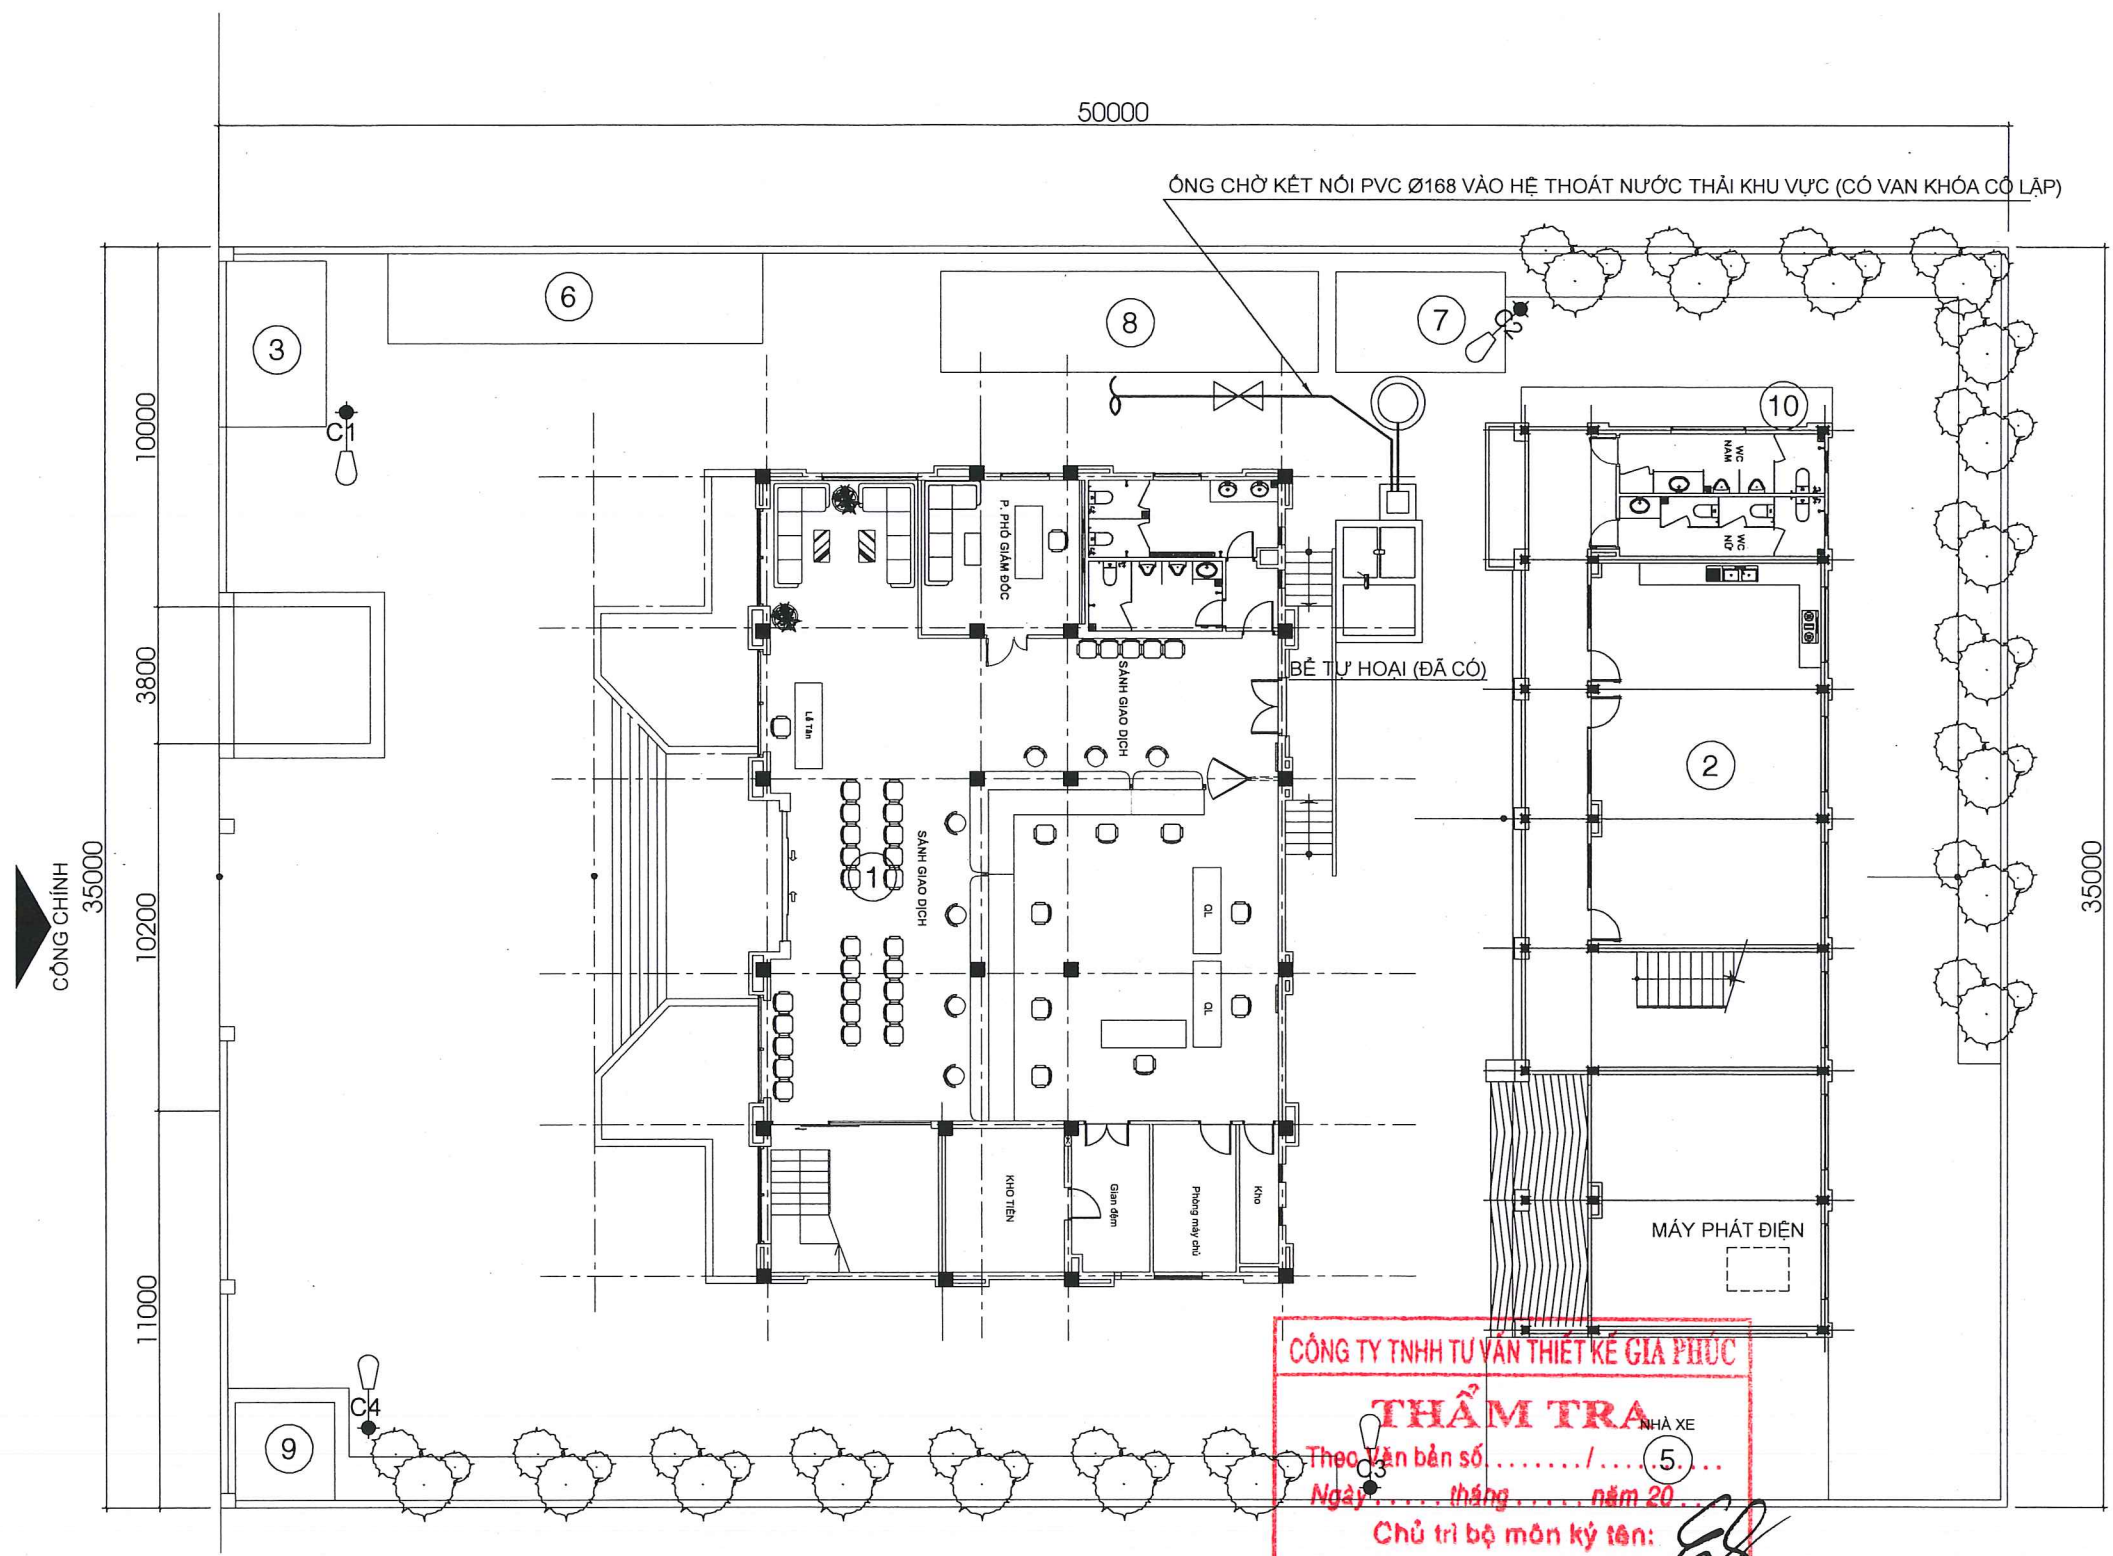 50000
ỐNG CHỜ KẾT NỐI PVC Ø168 VÀO HỆ THOÁT NƯỚC THẢI KHU VỰC (CÓ VAN KHÓA CÔ LẬP)
6
8
7
C2
3
C1
10
10000
WC
NAM
WC
NỮ
P. PHÓ GIÁM ĐỐC
3800
BỂ TỰ HOẠI (ĐÃ CÓ)
SẢNH GIAO DỊCH
Lễ Tân
2
1
SẢNH GIAO DỊCH
QL
QL
CỔNG CHÍNH
35000
10200
35000
KHO TIỀN
Gian đệm
Phòng máy chủ
Kho
MÁY PHÁT ĐIỆN
11000
CÔNG TY TNHH TƯ VẤN THIẾT KẾ GIA PHÚC
THẨM TRA
NHÀ XE
5
Theo Văn bản số......../..........
C3
Ngày..... tháng..... năm 20....
Chủ trì bộ môn ký tên:
C4
9